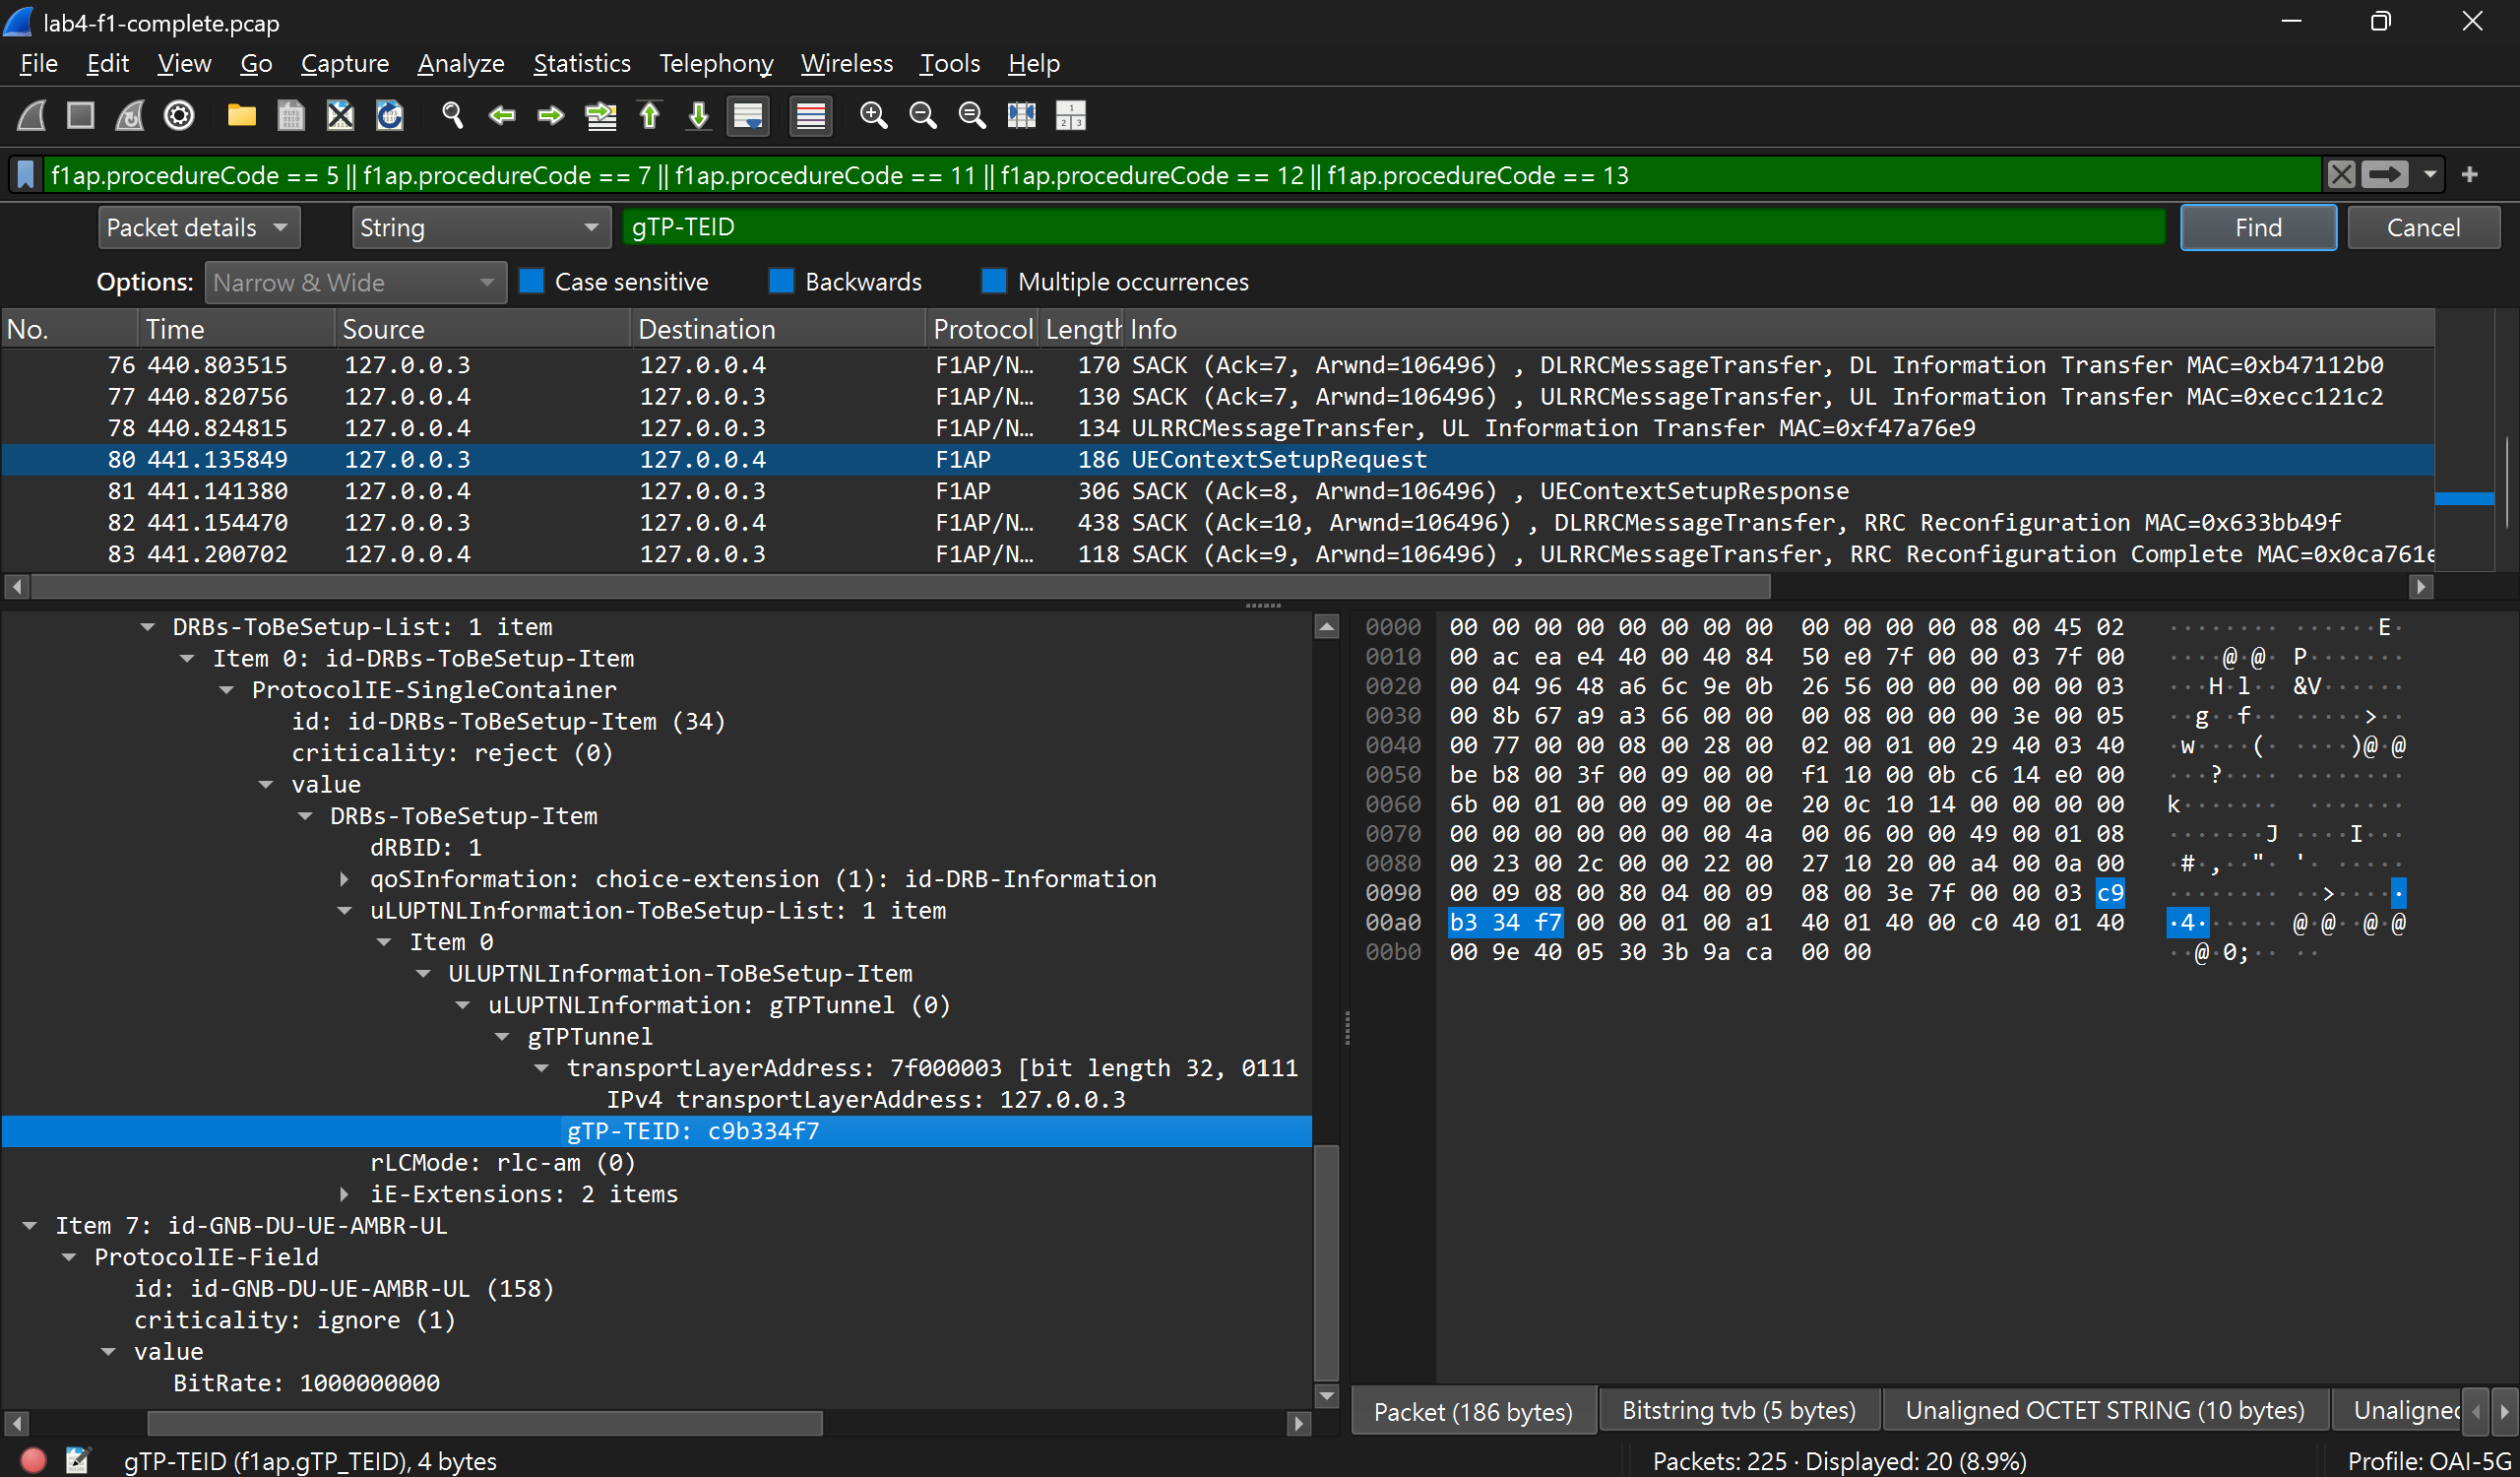 lab4-f1-complete.pcap
File Edit View Go Capture Analyze Statistics Telephony Wireless Tools Help
f1ap.procedureCode == 5 || f1ap.procedureCode == 7 || f1ap.procedureCode == 11 || f1ap.procedureCode == 12 || f1ap.procedureCode == 13
Packet details String gTP-TEID Find Cancel
Options: Narrow & Wide Case sensitive Backwards Multiple occurrences
No. Time Source Destination Protocol Length Info
76 440.803515 127.0.0.3 127.0.0.4 F1AP/N… 170 SACK (Ack=7, Arwnd=106496) , DLRRCMessageTransfer, DL Information Transfer MAC=0xb47112b0
77 440.820756 127.0.0.4 127.0.0.3 F1AP/N… 130 SACK (Ack=7, Arwnd=106496) , ULRRCMessageTransfer, UL Information Transfer MAC=0xecc121c2
78 440.824815 127.0.0.4 127.0.0.3 F1AP/N… 134 ULRRCMessageTransfer, UL Information Transfer MAC=0xf47a76e9
80 441.135849 127.0.0.3 127.0.0.4 F1AP 186 UEContextSetupRequest
81 441.141380 127.0.0.4 127.0.0.3 F1AP 306 SACK (Ack=8, Arwnd=106496) , UEContextSetupResponse
82 441.154470 127.0.0.3 127.0.0.4 F1AP/N… 438 SACK (Ack=10, Arwnd=106496) , DLRRCMessageTransfer, RRC Reconfiguration MAC=0x633bb49f
83 441.200702 127.0.0.4 127.0.0.3 F1AP/N… 118 SACK (Ack=9, Arwnd=106496) , ULRRCMessageTransfer, RRC Reconfiguration Complete MAC=0x0ca761e
DRBs-ToBeSetup-List: 1 item
Item 0: id-DRBs-ToBeSetup-Item
ProtocolIE-SingleContainer
id: id-DRBs-ToBeSetup-Item (34)
criticality: reject (0)
value
DRBs-ToBeSetup-Item
dRBID: 1
qoSInformation: choice-extension (1): id-DRB-Information
uLUPTNLInformation-ToBeSetup-List: 1 item
Item 0
ULUPTNLInformation-ToBeSetup-Item
uLUPTNLInformation: gTPTunnel (0)
gTPTunnel
transportLayerAddress: 7f000003 [bit length 32, 0111
IPv4 transportLayerAddress: 127.0.0.3
gTP-TEID: c9b334f7
rLCMode: rlc-am (0)
iE-Extensions: 2 items
Item 7: id-GNB-DU-UE-AMBR-UL
ProtocolIE-Field
id: id-GNB-DU-UE-AMBR-UL (158)
criticality: ignore (1)
value
BitRate: 1000000000
0000 00 00 00 00 00 00 00 00 00 00 00 00 08 00 45 02 ········ ······E·
0010 00 ac ea e4 40 00 40 84 50 e0 7f 00 00 03 7f 00 ····@·@· P·······
0020 00 04 96 48 a6 6c 9e 0b 26 56 00 00 00 00 00 03 ···H·l·· &V······
0030 00 8b 67 a9 a3 66 00 00 00 08 00 00 00 3e 00 05 ··g··f·· ·····>··
0040 00 77 00 00 08 00 28 00 02 00 01 00 29 40 03 40 ·w····(· ····)@·@
0050 be b8 00 3f 00 09 00 00 f1 10 00 0b c6 14 e0 00 ···?···· ········
0060 6b 00 01 00 00 09 00 0e 20 0c 10 14 00 00 00 00 k······· ·······
0070 00 00 00 00 00 00 00 4a 00 06 00 00 49 00 01 08 ·······J ····I···
0080 00 23 00 2c 00 00 22 00 27 10 20 00 a4 00 0a 00 ·#·,··"· '· ·····
0090 00 09 08 00 80 04 00 09 08 00 3e 7f 00 00 03 c9 ········ ··>·····
00a0 b3 34 f7 00 00 01 00 a1 40 01 40 00 c0 40 01 40 ·4······ @·@··@·@
00b0 00 9e 40 05 30 3b 9a ca 00 00 ··@·0;·· ··
Packet (186 bytes) Bitstring tvb (5 bytes) Unaligned OCTET STRING (10 bytes) Unaligned
gTP-TEID (f1ap.gTP_TEID), 4 bytes Packets: 225 · Displayed: 20 (8.9%) Profile: OAI-5G